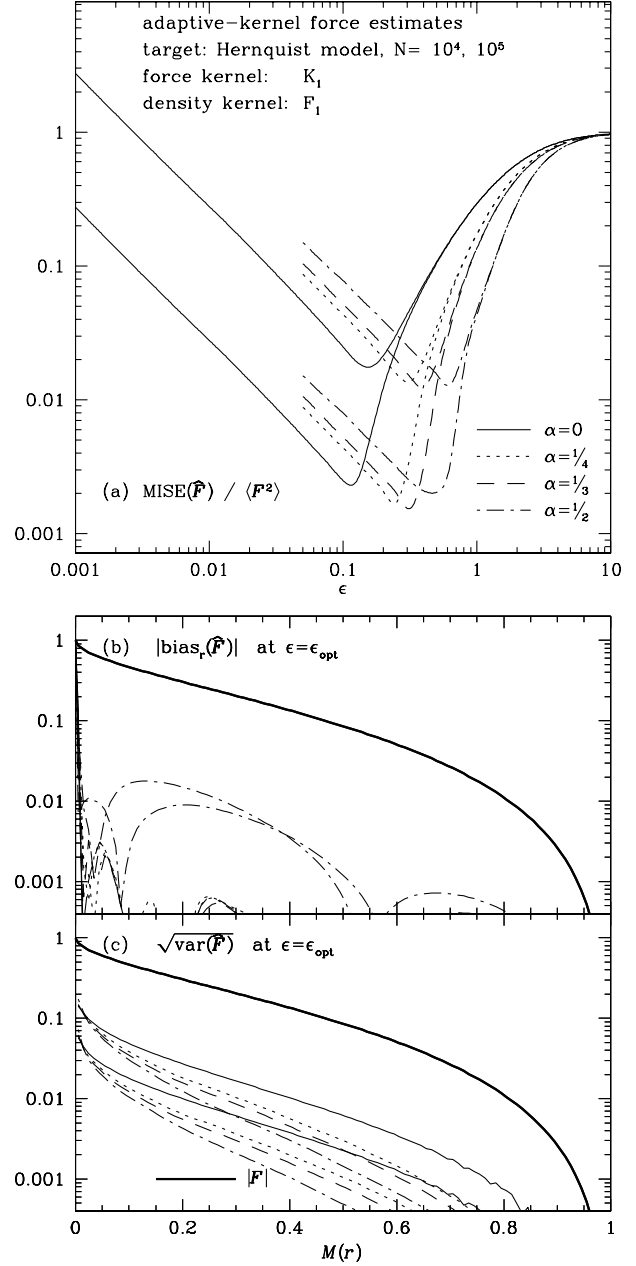 adaptive-kernel force estimates
target: Hernquist model, N= 10⁴, 10⁵
force kernel: K₁
density kernel: F₁
1
0.1
0.01
0.001
α=0
α=1/4
α=1/3
α=1/2
(a) MISE(F̂) / ⟨F²⟩
0.001 0.01 0.1 1 10
ϵ
(b) |bias_r(F̂)| at ϵ=ϵ_opt
1
0.1
0.01
0.001
(c) √var(F̂) at ϵ=ϵ_opt
1
0.1
0.01
0.001
|F|
0 0.2 0.4 0.6 0.8 1
M(r)